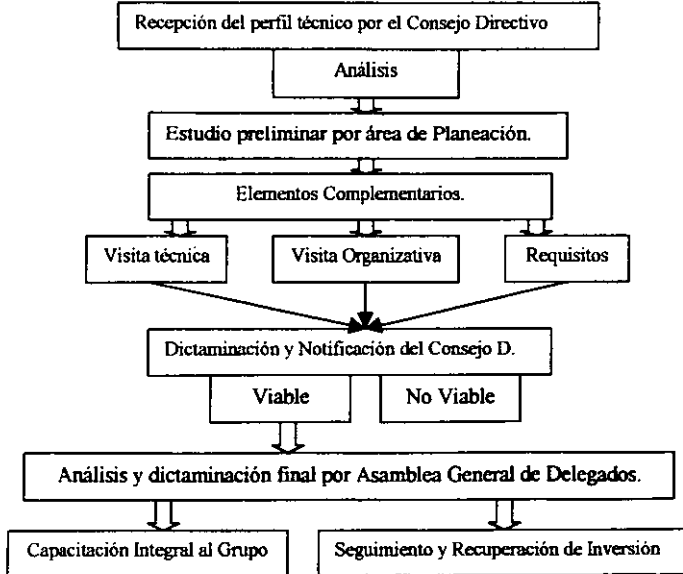 Recepción del perfil técnico por el Consejo Directivo
Análisis
Estudio preliminar por área de Planeación.
Elementos Complementarios.
Visita técnica
Visita Organizativa
Requisitos
Dictaminación y Notificación del Consejo D.
Viable
No Viable
Análisis y dictaminación final por Asamblea General de Delegados.
Capacitación Integral al Grupo
Seguimiento y Recuperación de Inversión